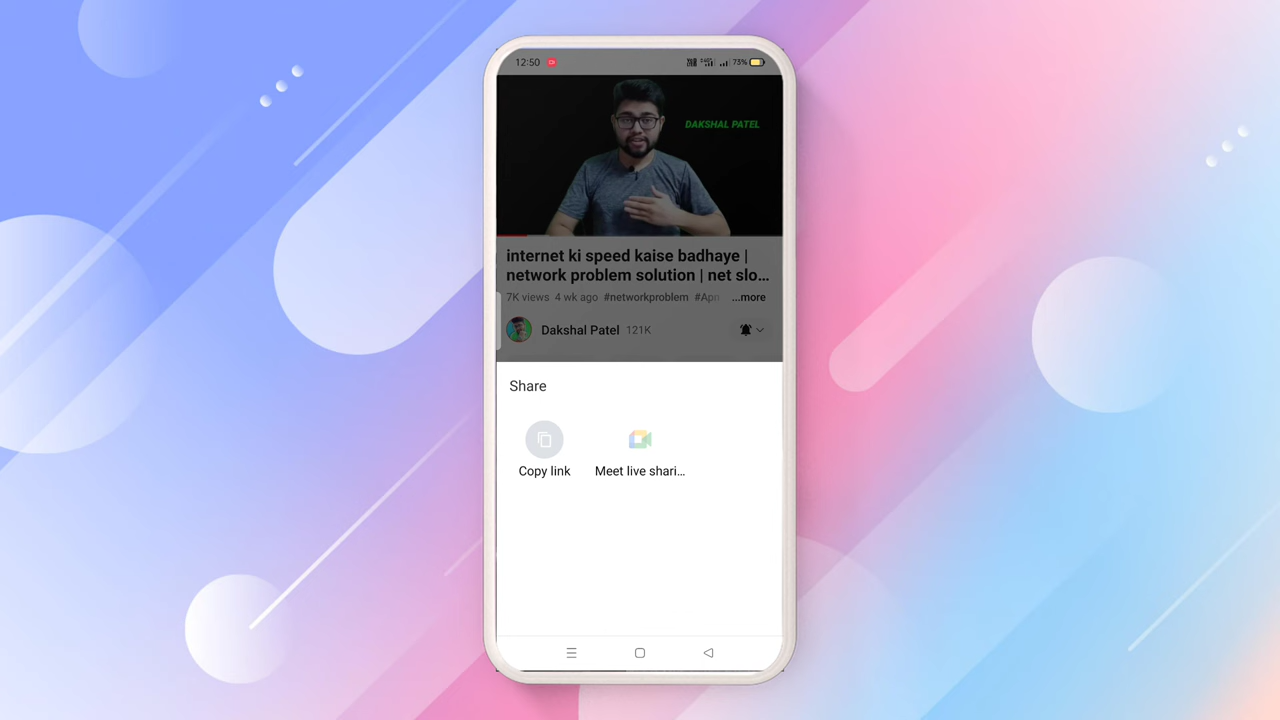 12:50
73%
DAKSHAL PATEL
internet ki speed kaise badhaye |
network problem solution | net slo...
7K views 4 wk ago #networkproblem #Apn ...more
Dakshal Patel 121K
Share
Copy link
Meet live shari...